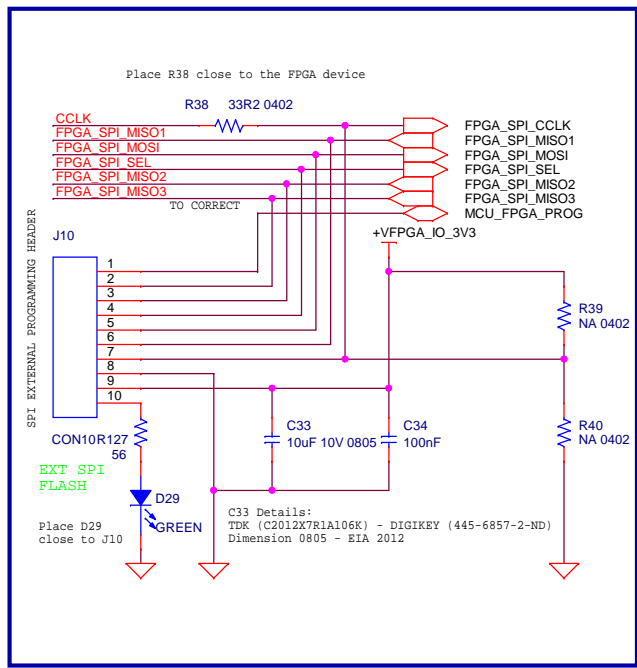 Place R38 close to the FPGA device
R38 33R2 0402
CCLK FPGA_SPI_CCLK
FPGA_SPI_MISO1 FPGA_SPI_MISO1
FPGA_SPI_MOSI FPGA_SPI_MOSI
FPGA_SPI_SEL FPGA_SPI_SEL
FPGA_SPI_MISO2 FPGA_SPI_MISO2
FPGA_SPI_MISO3 FPGA_SPI_MISO3
TO CORRECT MCU_FPGA_PROG
+VFPGA_IO_3V3
J10
SPI EXTERNAL PROGRAMMING HEADER
1
2
3
4
5
6
7
8
9
10
R39
NA 0402
C33
10uF 10V 0805
C34
100nF
R40
NA 0402
CON10
R127
56
EXT SPI
FLASH
D29
GREEN
Place D29
close to J10
C33 Details:
TDK (C2012X7R1A106K) - DIGIKEY (445-6857-2-ND)
Dimension 0805 - EIA 2012